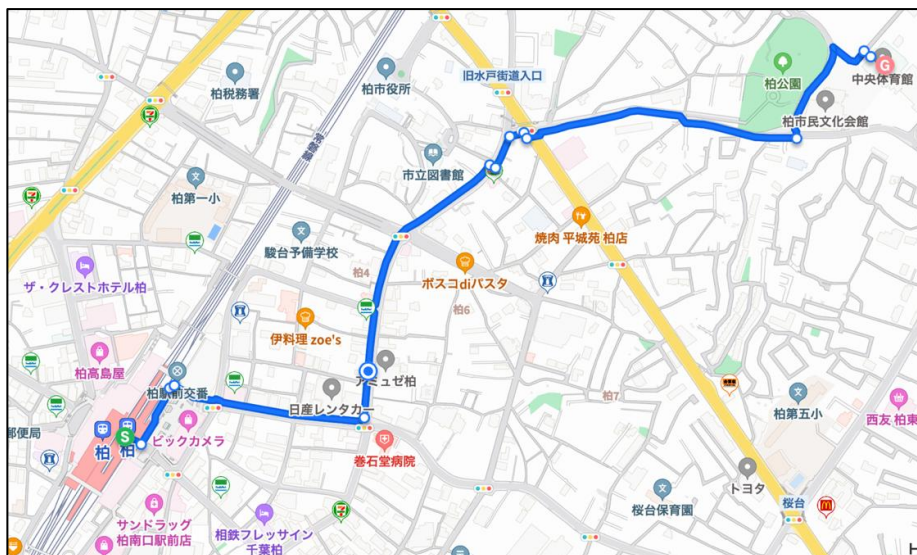 旧水戸街道入口
柏税務署
柏市役所
柏公園
中央体育館
G
柏市民文化会館
常磐線
市立図書館
柏第一小
駿台予備学校
焼肉 平城苑 柏店
ボスコdiパスタ
柏4
柏6
ザ・クレストホテル柏
伊料理 zoe's
柏高島屋
柏駅前交番
アミュゼ柏
日産レンタカー
柏7
柏第五小
西友 柏東
郵便局
柏
柏
S
ビックカメラ
巻石堂病院
トヨタ
サンドラッグ
柏南口駅前店
相鉄フレッサイン
千葉柏
桜台保育園
桜台